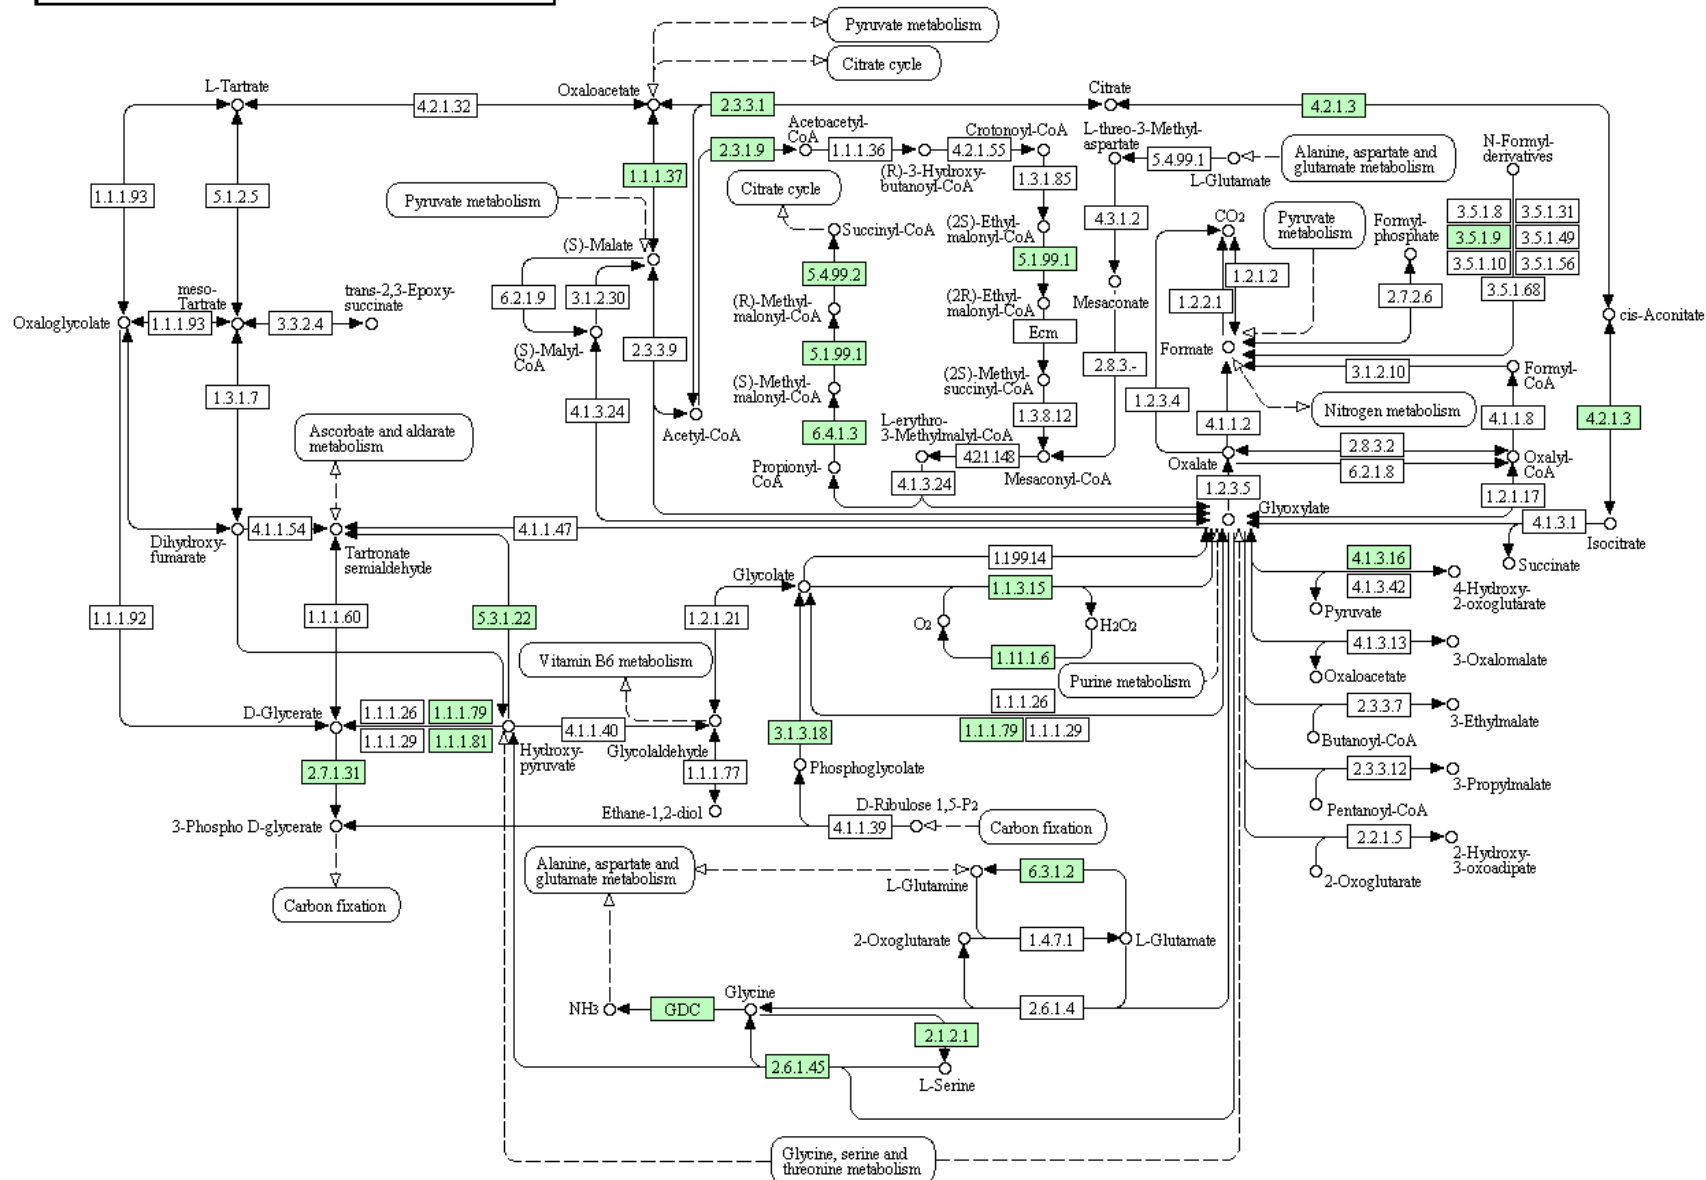 Pyruvate metabolism
Citrate cycle
L-Tartrate
4.2.1.32
Oxaloacetate
2.3.3.1
Citrate
4.2.1.3
2.3.1.9
Acetoacetyl-
CoA
1.1.1.36
Crotonoyl-CoA
4.2.1.55
(R)-3-Hydroxy-
butanoyl-CoA
L-threo-3-Methyl-
aspartate
5.4.99.1
L-Glutamate
Alanine, aspartate and
glutamate metabolism
N-Formyl-
derivatives
1.1.1.93
5.1.2.5
Pyruvate metabolism
1.1.1.37
Citrate cycle
1.3.1.85
4.3.1.2
CO2
Pyruvate
metabolism
Formyl-
phosphate
3.5.1.8
3.5.1.31
3.5.1.9
3.5.1.49
3.5.1.10
3.5.1.56
3.5.1.68
(S)-Malate
Succinyl-CoA
(2S)-Ethyl-
malonyl-CoA
5.4.99.2
5.1.99.1
1.2.1.2
1.2.2.1
2.7.2.6
6.2.1.9
3.1.2.30
(R)-Methyl-
malonyl-CoA
(2R)-Ethyl-
malonyl-CoA
Mesaconate
Oxaloglycolate
1.1.1.93
meso-
Tartrate
3.3.2.4
trans-2,3-Epoxy-
succinate
(S)-Malyl-
CoA
2.3.3.9
5.1.99.1
Ecm
2.8.3.-
Formate
cis-Aconitate
1.3.1.7
4.1.3.24
(S)-Methyl-
malonyl-CoA
(2S)-Methyl-
succinyl-CoA
3.1.2.10
Formyl-
CoA
1.2.3.4
Nitrogen metabolism
4.2.1.3
Ascorbate and aldarate
metabolism
Acetyl-CoA
6.4.1.3
1.3.8.12
L-erythro-
3-Methylmalyl-CoA
4.2.1.148
Mesaconyl-CoA
4.1.1.2
4.1.1.8
2.8.3.2
6.2.1.8
Oxalate
Oxalyl-
CoA
Propionyl-
CoA
4.1.3.24
1.2.3.5
1.2.1.17
Glyoxylate
4.1.3.1
Isocitrate
Succinate
Dihydroxy-
fumarate
4.1.1.54
Tartronate
semialdehyde
4.1.1.47
1.1.99.14
Glycolate
1.1.3.15
4.1.3.16
4.1.3.42
4-Hydroxy-
2-oxoglutarate
Pyruvate
1.1.1.92
1.1.1.60
5.3.1.22
1.2.1.21
O2
H2O2
1.11.1.6
4.1.3.13
3-Oxalomalate
Oxaloacetate
Vitamin B6 metabolism
Purine metabolism
D-Glycerate
1.1.1.26
1.1.1.79
1.1.1.29
1.1.1.81
Hydroxy-
pyruvate
4.1.1.40
Glycolaldehyde
3.1.3.18
1.1.1.26
1.1.1.79
1.1.1.29
2.3.3.7
3-Ethylmalate
Butanoyl-CoA
2.7.1.31
1.1.1.77
Phosphoglycolate
2.3.3.12
3-Propylmalate
Pentanoyl-CoA
Ethane-1,2-diol
D-Ribulose 1,5-P2
3-Phospho D-glycerate
4.1.1.39
Carbon fixation
2.2.1.5
2-Hydroxy-
3-oxoadipate
2-Oxoglutarate
Alanine, aspartate and
glutamate metabolism
L-Glutamine
6.3.1.2
Carbon fixation
2-Oxoglutarate
1.4.7.1
L-Glutamate
NH3
GDC
Glycine
2.6.1.4
2.1.2.1
2.6.1.45
L-Serine
Glycine, serine and
threonine metabolism